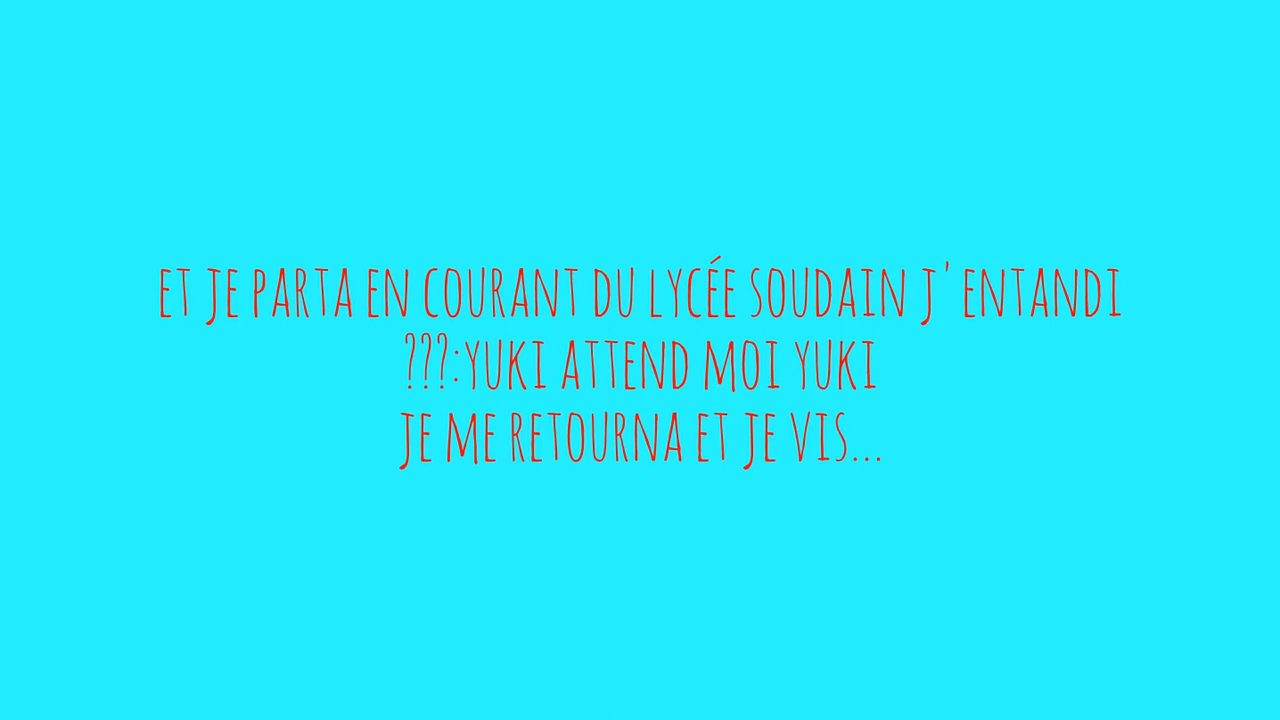 ET JE PARTA EN COURANT DU LYCÉE SOUDAIN J'ENTANDI
???:YUKI ATTEND MOI YUKI
JE ME RETOURNA ET JE VIS...